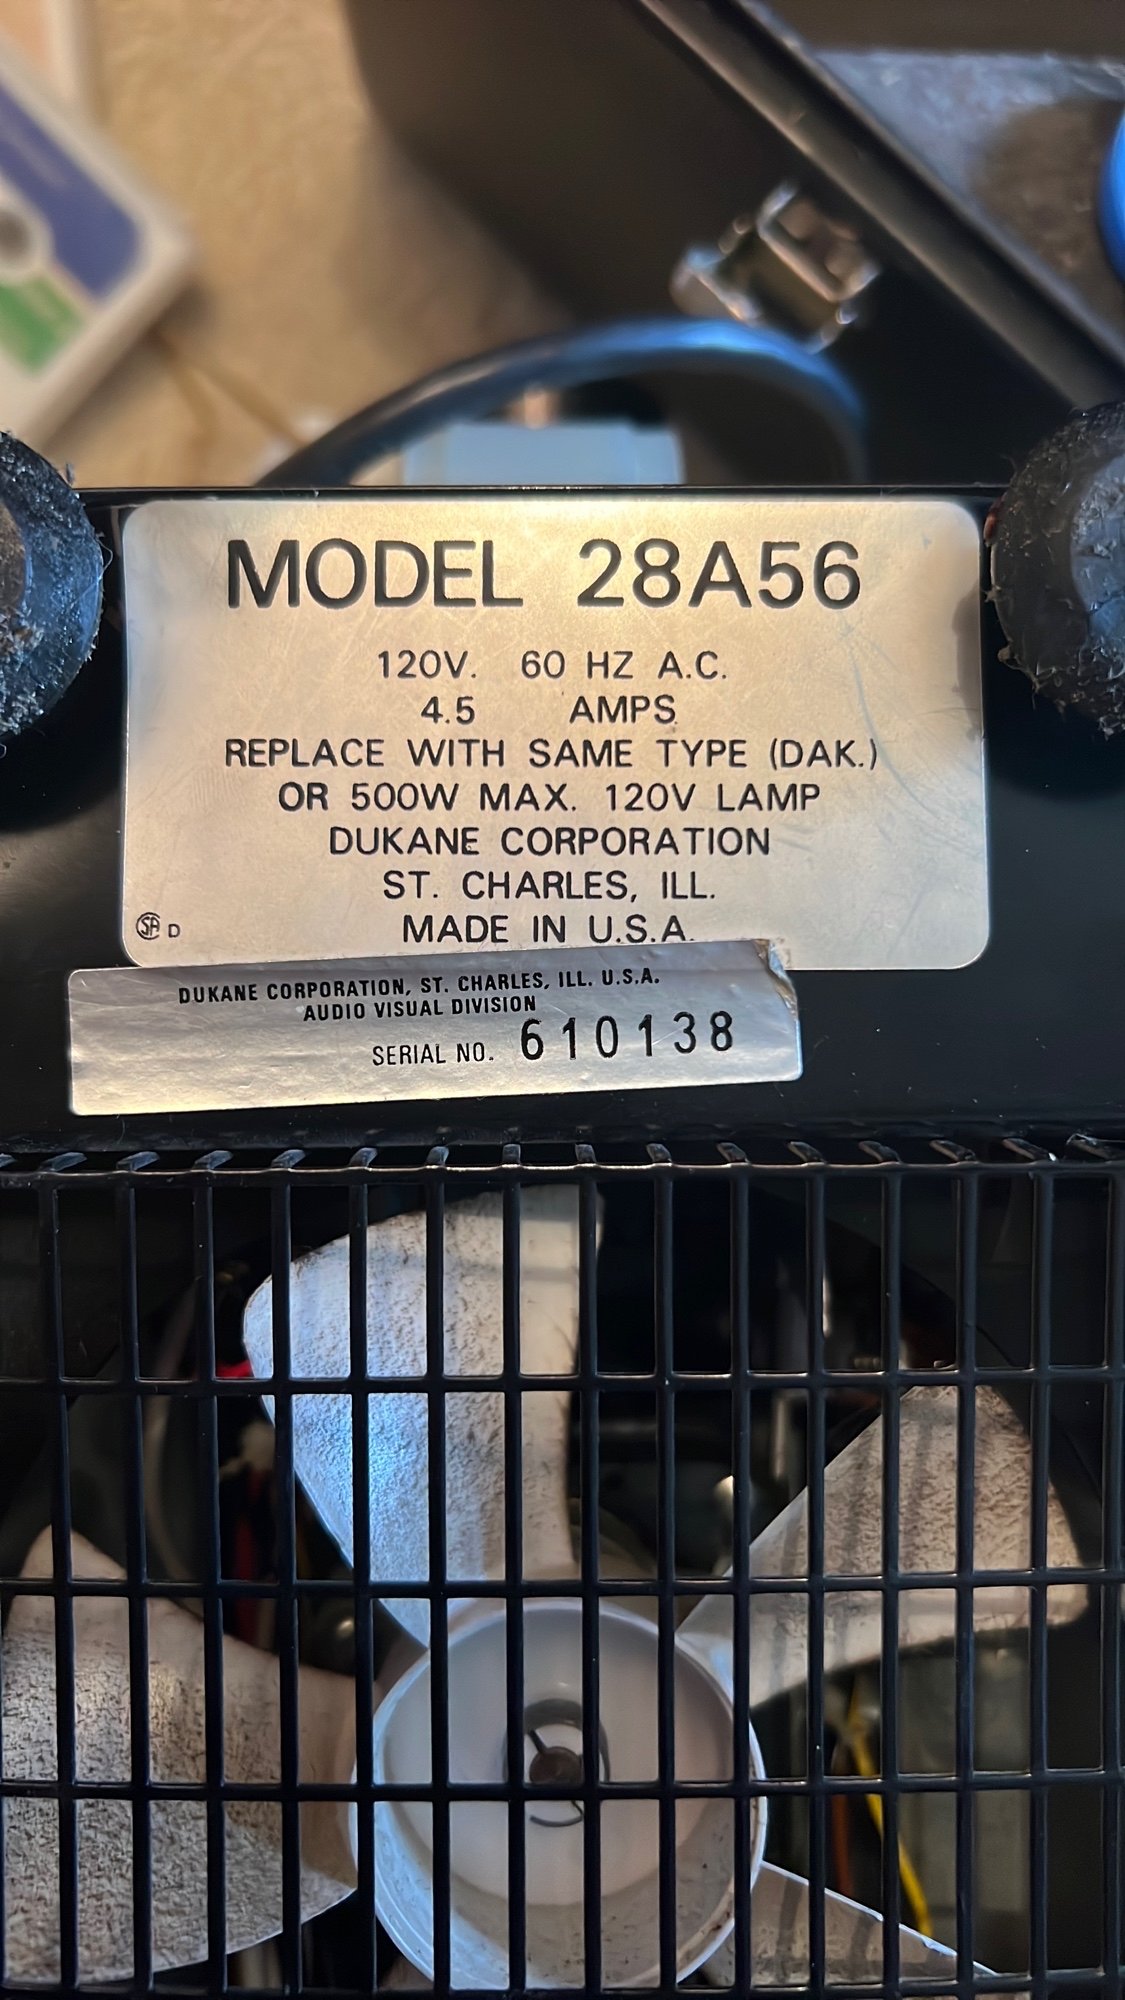 MODEL 28A56
120V. 60 HZ A.C.
4.5 AMPS
REPLACE WITH SAME TYPE (DAK.)
OR 500W MAX. 120V LAMP
DUKANE CORPORATION
ST. CHARLES, ILL.
SA D
MADE IN U.S.A.
DUKANE CORPORATION, ST. CHARLES, ILL. U.S.A.
AUDIO VISUAL DIVISION
SERIAL NO. 610138